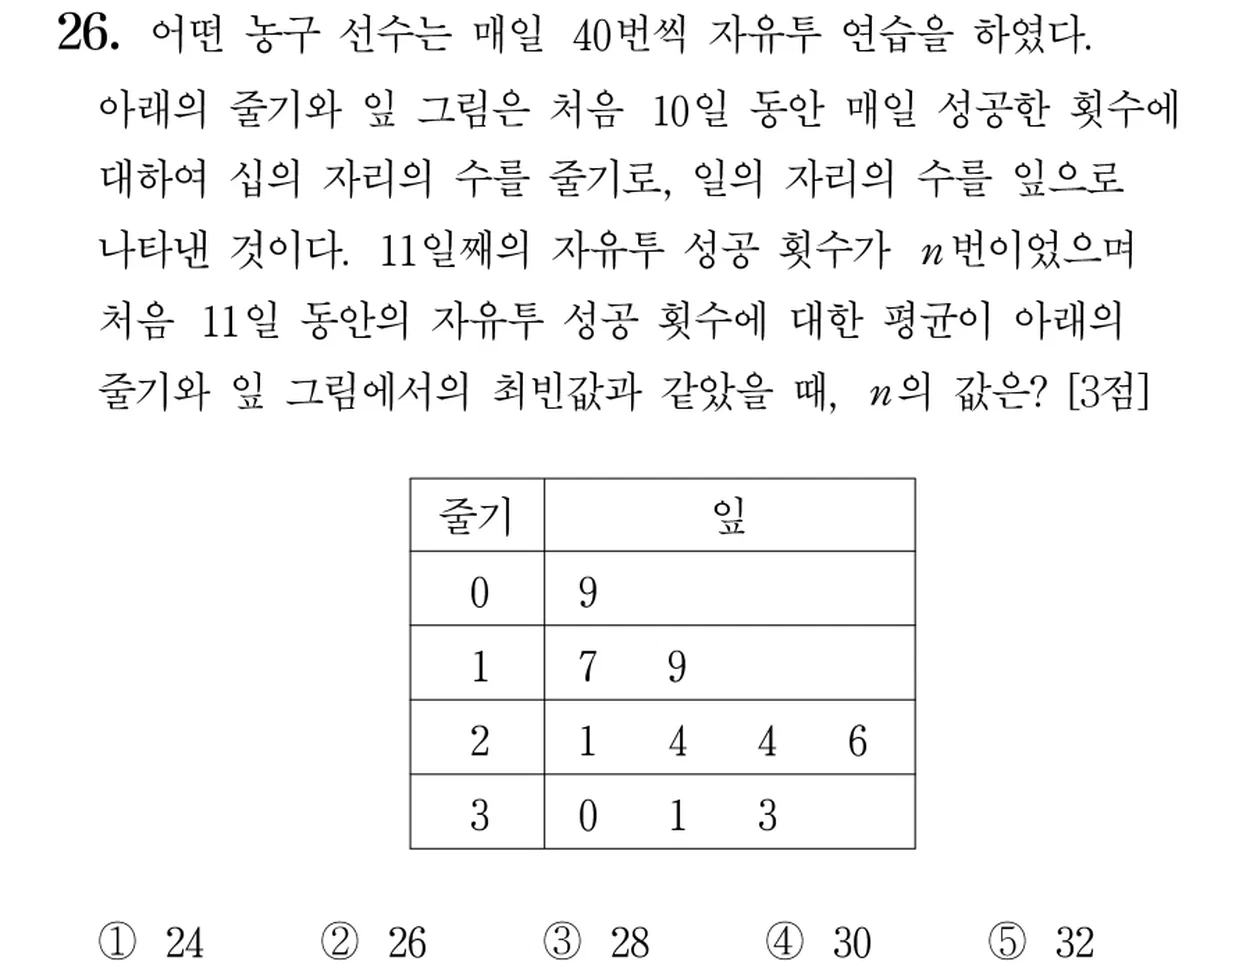 26. 어떤 농구 선수는 매일 40번씩 자유투 연습을 하였다.
아래의 줄기와 잎 그림은 처음 10일 동안 매일 성공한 횟수에
대하여 십의 자리의 수를 줄기로, 일의 자리의 수를 잎으로
나타낸 것이다. 11일째의 자유투 성공 횟수가 n번이었으며
처음 11일 동안의 자유투 성공 횟수에 대한 평균이 아래의
줄기와 잎 그림에서의 최빈값과 같았을 때, n의 값은? [3점]
줄기 잎
0 9
1 7 9
2 1 4 4 6
3 0 1 3
① 24 ② 26 ③ 28 ④ 30 ⑤ 32